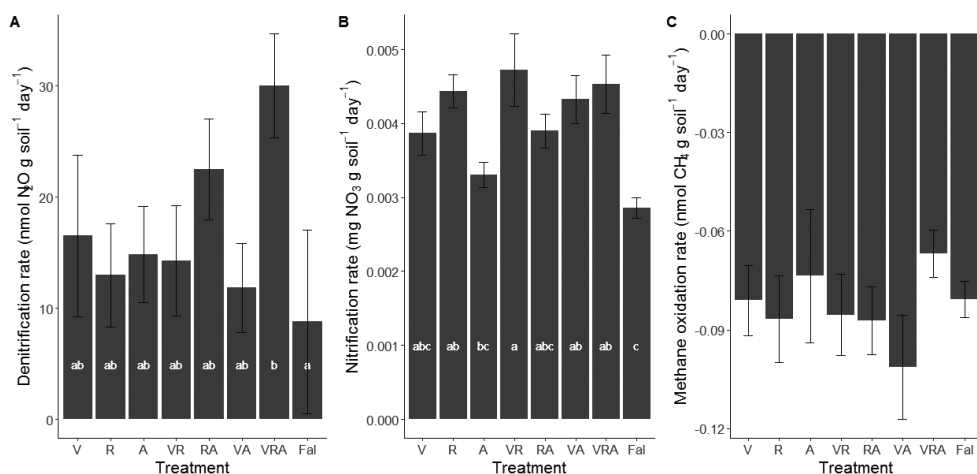 A
Denitrification rate (nmol N₂O g soil⁻¹ day⁻¹)
30
20
10
0
ab
ab
ab
ab
ab
ab
b
a
V R A VR RA VA VRA Fal
Treatment
B
Nitrification rate (mg NO₃ g soil⁻¹ day⁻¹)
0.005
0.004
0.003
0.002
0.001
0.000
abc
ab
bc
a
abc
ab
ab
c
V R A VR RA VA VRA Fal
Treatment
C
Methane oxidation rate (nmol CH₄ g soil⁻¹ day⁻¹)
0.00
-0.03
-0.06
-0.09
-0.12
V R A VR RA VA VRA Fal
Treatment